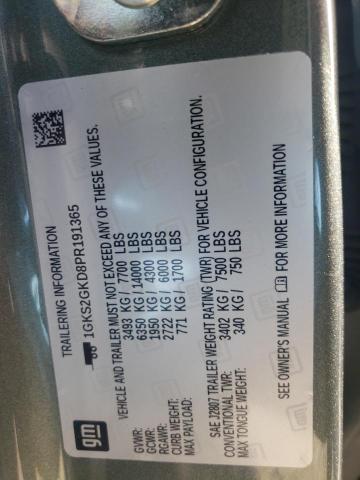 TRAILERING INFORMATION
1GKS2GKD8PR191365
VEHICLE AND TRAILER MUST NOT EXCEED ANY OF THESE VALUES.
GVWR: 3493 KG / 7700 LBS
GCWR: 6350 KG / 14000 LBS
RGAWR: 1950 KG / 4300 LBS
CURB WEIGHT: 2722 KG / 6000 LBS
MAX PAYLOAD: 771 KG / 1700 LBS
SAE J2807 TRAILER WEIGHT RATING (TWR) FOR VEHICLE CONFIGURATION.
CONVENTIONAL TWR: 3402 KG / 7500 LBS
MAX TONGUE WEIGHT: 340 KG / 750 LBS
SEE OWNER'S MANUAL FOR MORE INFORMATION
gm